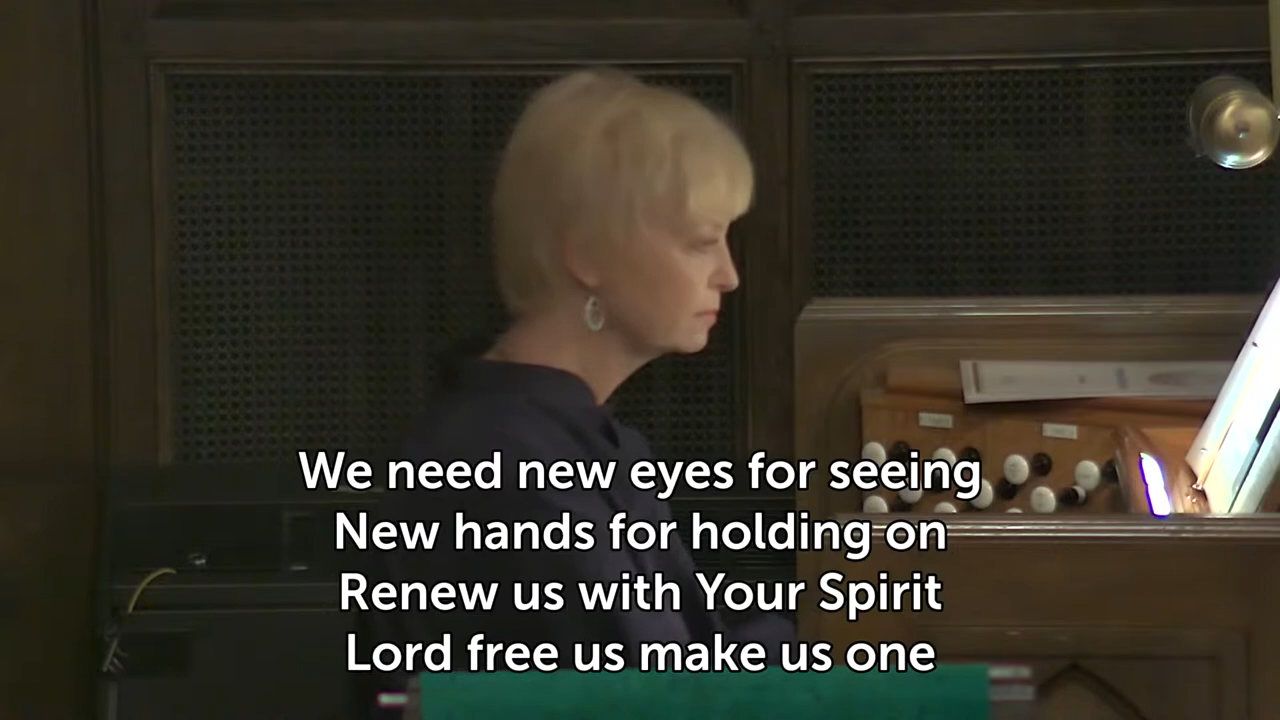 We need new eyes for seeing
New hands for holding on
Renew us with Your Spirit
Lord free us make us one